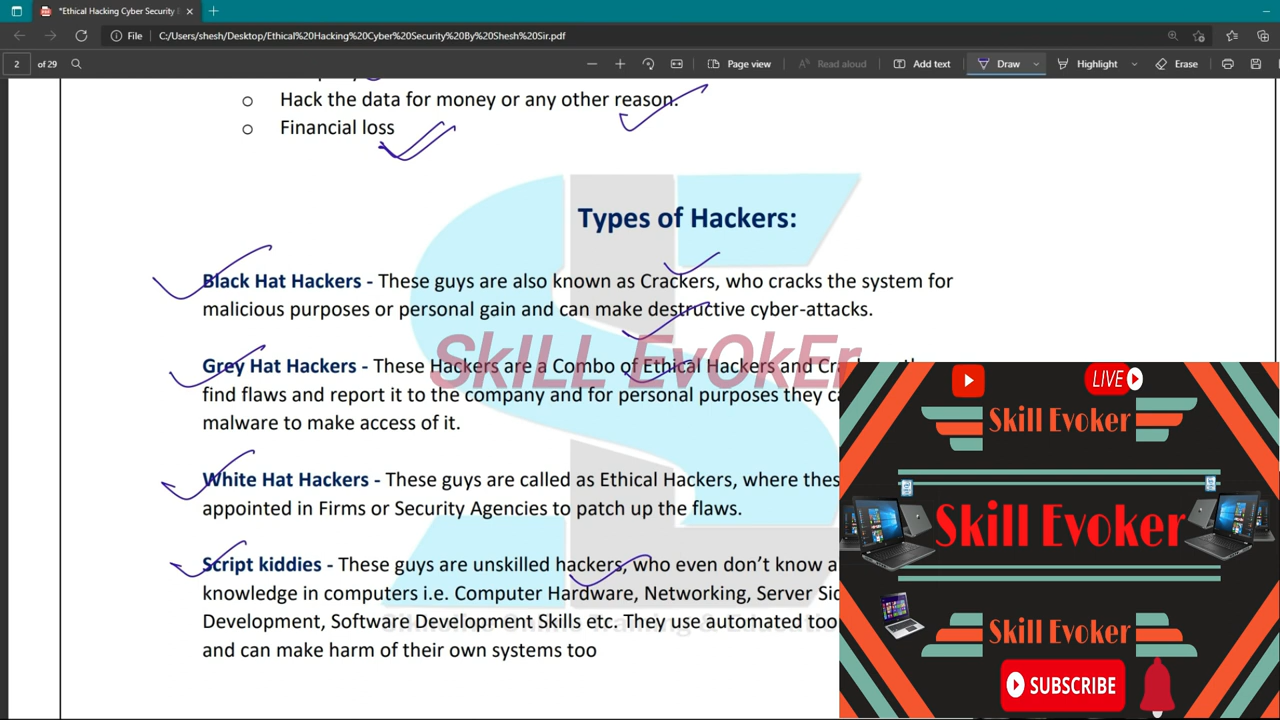 *Ethical Hacking Cyber Security
File
C:/Users/shesh/Desktop/Ethical%20Hacking%20Cyber%20Security%20By%20Shesh%20Sir.pdf
2 of 29
Page view
Read aloud
Add text
Draw
Highlight
Erase
o Hack the data for money or any other reason.
o Financial loss
Types of Hackers:
Black Hat Hackers - These guys are also known as Crackers, who cracks the system for
malicious purposes or personal gain and can make destructive cyber-attacks.
SkILL EvOkEr
Grey Hat Hackers - These Hackers are a Combo of Ethical Hackers and
find flaws and report it to the company and for personal purposes they
malware to make access of it.
White Hat Hackers - These guys are called as Ethical Hackers, where
appointed in Firms or Security Agencies to patch up the flaws.
Script kiddies - These guys are unskilled hackers, who even don’t know
knowledge in computers i.e. Computer Hardware, Networking, Server
Development, Software Development Skills etc. They use automated
and can make harm of their own systems too
Online Training & Education
LIVE
Skill Evoker
Skill Evoker
Skill Evoker
SUBSCRIBE